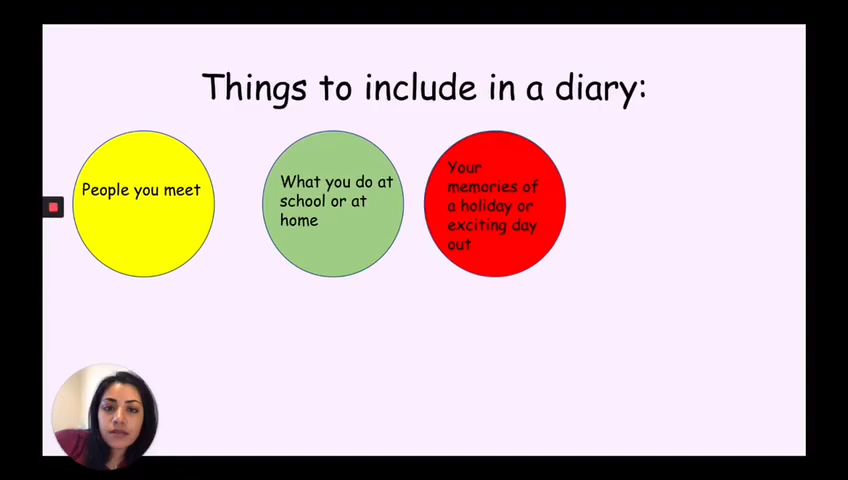 Things to include in a diary:
People you meet
What you do at
school or at
home
Your
memories of
a holiday or
exciting day
out